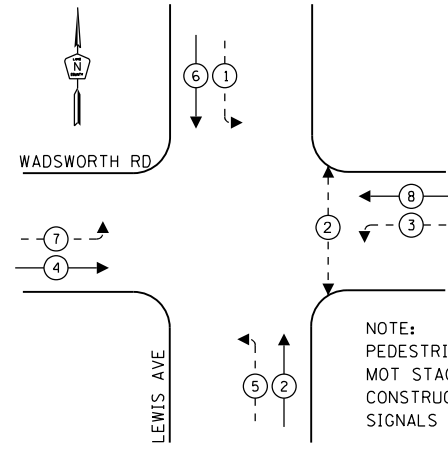 N
6 1
WADSWORTH RD
8
2
3
7
4
LEWIS AVE
5 2
NOTE:
PEDESTRI
MOT STAG
CONSTRUC
SIGNALS